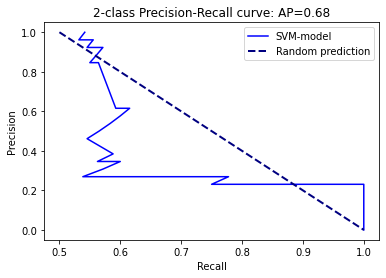 2-class Precision-Recall curve: AP=0.68
SVM-model
Random prediction
Precision
1.0
0.8
0.6
0.4
0.2
0.0
0.5 0.6 0.7 0.8 0.9 1.0
Recall